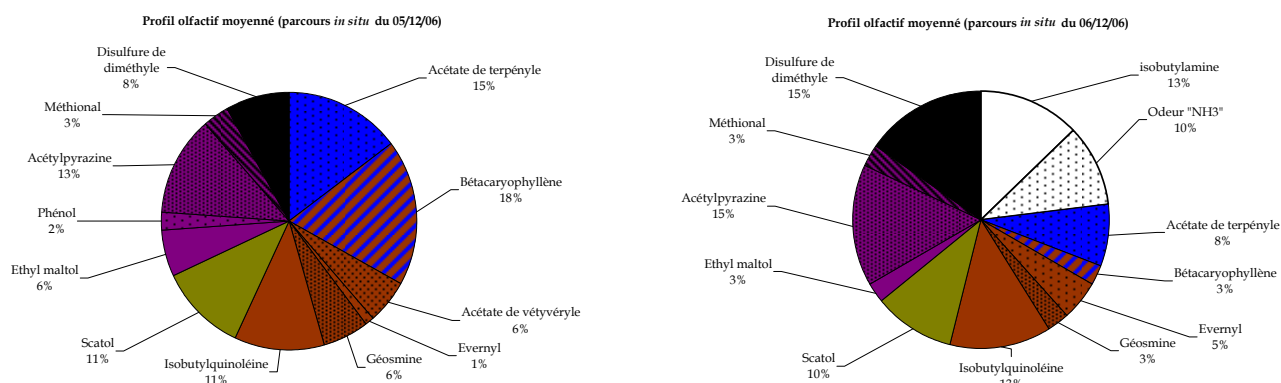 Profil olfactif moyenné (parcours in situ du 05/12/06)
Disulfure de
diméthyle
8%
Acétate de terpényle
15%
Méthional
3%
Acétylpyrazine
13%
Bétacaryophyllène
18%
Phénol
2%
Ethyl maltol
6%
Acétate de vétyvéryle
6%
Scatol
11%
Isobutylquinoléine
11%
Géosmine
6%
Evernyl
1%
Profil olfactif moyenné (parcours in situ du 06/12/06)
Disulfure de
diméthyle
15%
isobutylamine
13%
Odeur "NH3"
10%
Méthional
3%
Acétylpyrazine
15%
Acétate de terpényle
8%
Ethyl maltol
3%
Bétacaryophyllène
3%
Evernyl
5%
Géosmine
3%
Scatol
10%
Isobutylquinoléine
13%